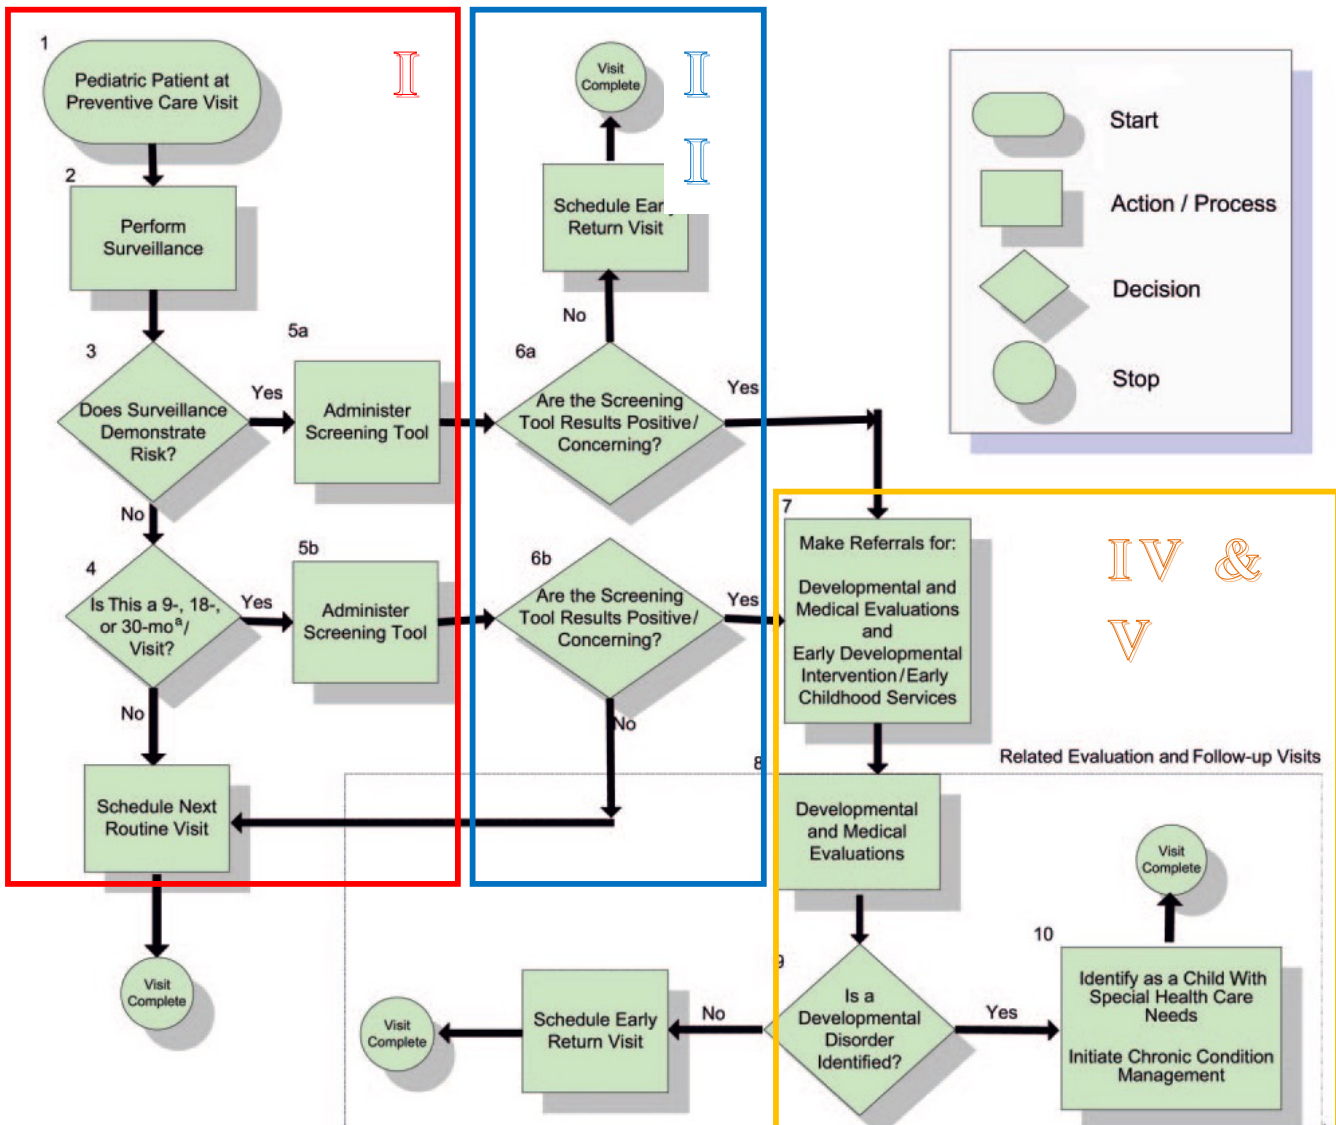 1
Pediatric Patient at
Preventive Care Visit
I
2
Perform
Surveillance
3
Does Surveillance
Demonstrate
Risk?
Yes
5a
Administer
Screening Tool
No
4
Is This a 9-, 18-,
or 30-mo^a/
Visit?
Yes
5b
Administer
Screening Tool
No
Schedule Next
Routine Visit
Visit
Complete
Visit
Complete
I
I
Schedule
Return Visit
No
6a
Are the Screening
Tool Results Positive/
Concerning?
Yes
6b
Are the Screening
Tool Results Positive/
Concerning?
Yes
No
Start
Action / Process
Decision
Stop
7
Make Referrals for:
Developmental and
Medical Evaluations
and
Early Developmental
Intervention/Early
Childhood Services
IV &
V
Related Evaluation and Follow-up Visits
8
Developmental
and Medical
Evaluations
9
Is a
Developmental
Disorder
Identified?
No
Schedule Early
Return Visit
Visit
Complete
Yes
10
Identify as a Child With
Special Health Care
Needs
Initiate Chronic Condition
Management
Visit
Complete